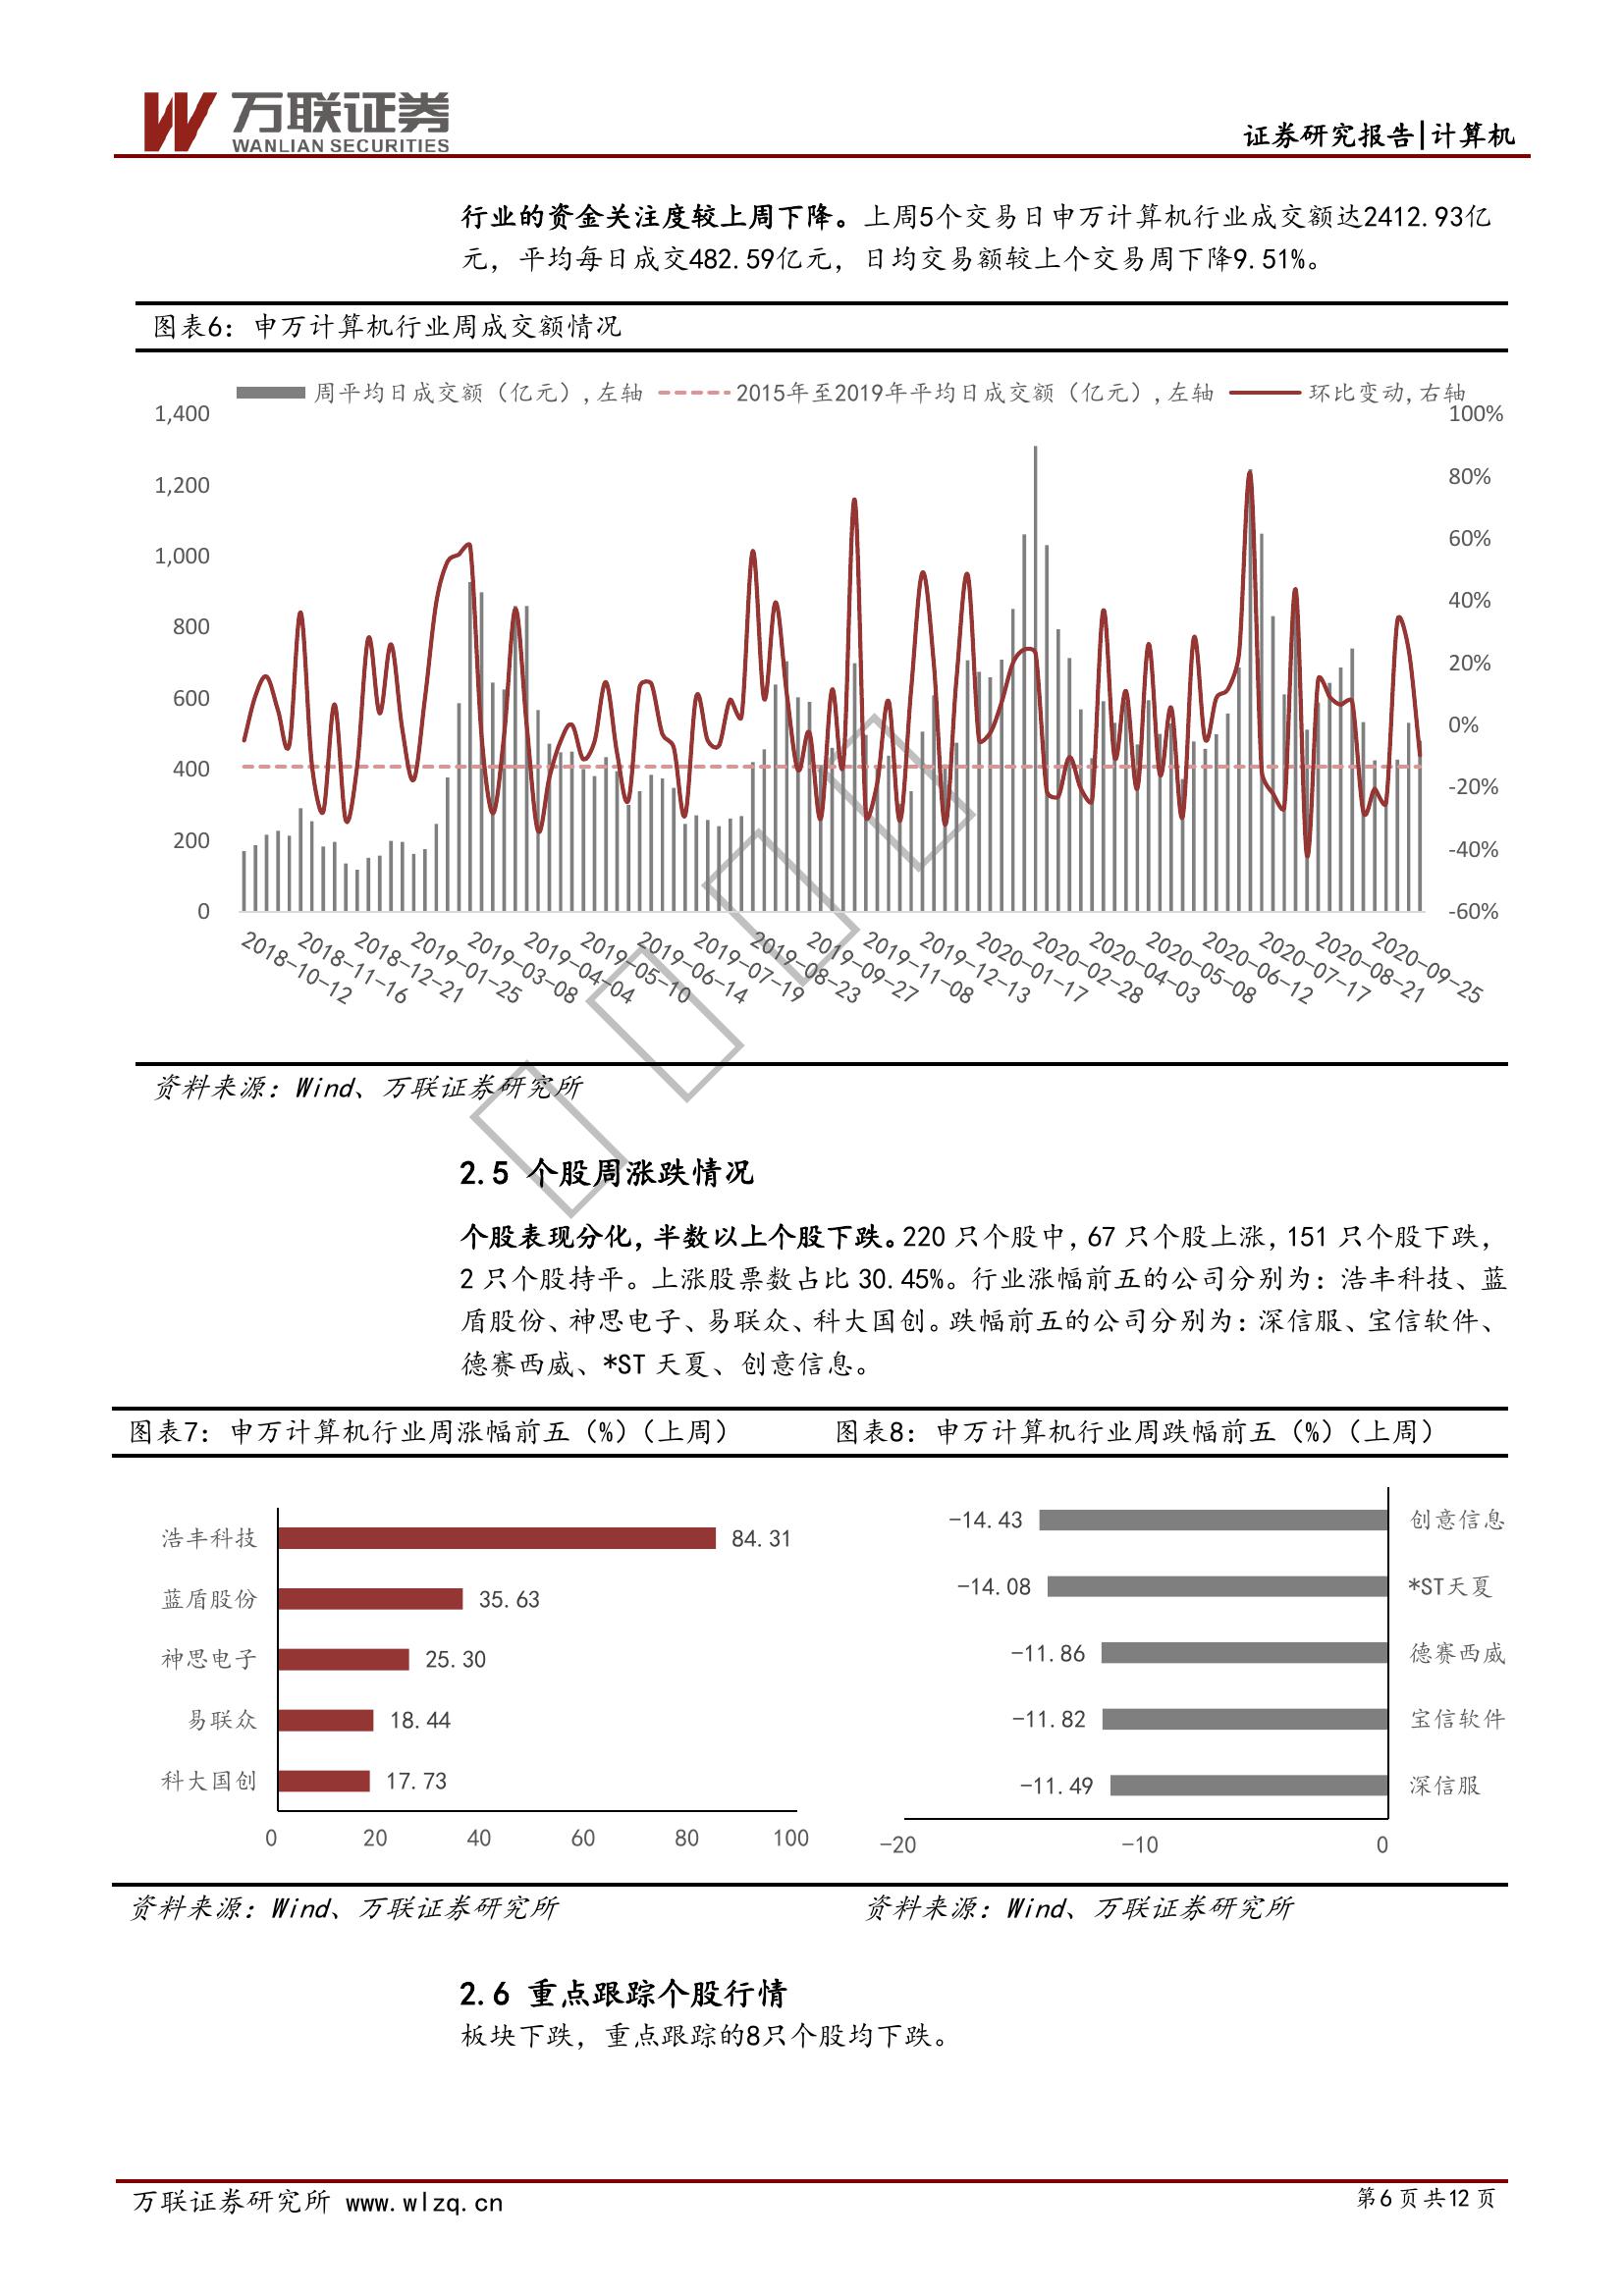 万联证券
WANLIAN SECURITIES
证券研究报告|计算机
行业的资金关注度较上周下降。上周5个交易日申万计算机行业成交额达2412.93亿
元，平均每日成交482.59亿元，日均交易额较上个交易周下降9.51%。
图表6：申万计算机行业周成交额情况
周平均日成交额（亿元）,左轴 2015年至2019年平均日成交额（亿元）,左轴 环比变动,右轴
1,400
1,200
1,000
800
600
400
200
0
100%
80%
60%
40%
20%
0%
-20%
-40%
-60%
2018-10-12
2018-11-16
2018-12-21
2019-01-25
2019-03-08
2019-04-04
2019-05-10
2019-06-14
2019-07-19
2019-08-23
2019-09-27
2019-11-08
2019-12-13
2020-01-17
2020-02-28
2020-04-03
2020-05-08
2020-06-12
2020-07-17
2020-08-21
2020-09-25
资料来源：Wind、万联证券研究所
2.5 个股周涨跌情况
个股表现分化，半数以上个股下跌。220 只个股中，67 只个股上涨，151 只个股下跌，
2 只个股持平。上涨股票数占比 30.45%。行业涨幅前五的公司分别为：浩丰科技、蓝
盾股份、神思电子、易联众、科大国创。跌幅前五的公司分别为：深信服、宝信软件、
德赛西威、*ST 天夏、创意信息。
图表7：申万计算机行业周涨幅前五（%）（上周）
浩丰科技 84.31
蓝盾股份 35.63
神思电子 25.30
易联众 18.44
科大国创 17.73
0 20 40 60 80 100
资料来源：Wind、万联证券研究所
图表8：申万计算机行业周跌幅前五（%）（上周）
-14.43 创意信息
-14.08 *ST天夏
-11.86 德赛西威
-11.82 宝信软件
-11.49 深信服
-20 -10 0
资料来源：Wind、万联证券研究所
2.6 重点跟踪个股行情
板块下跌，重点跟踪的8只个股均下跌。
万联证券研究所 www.wlzq.cn
第6页共12页